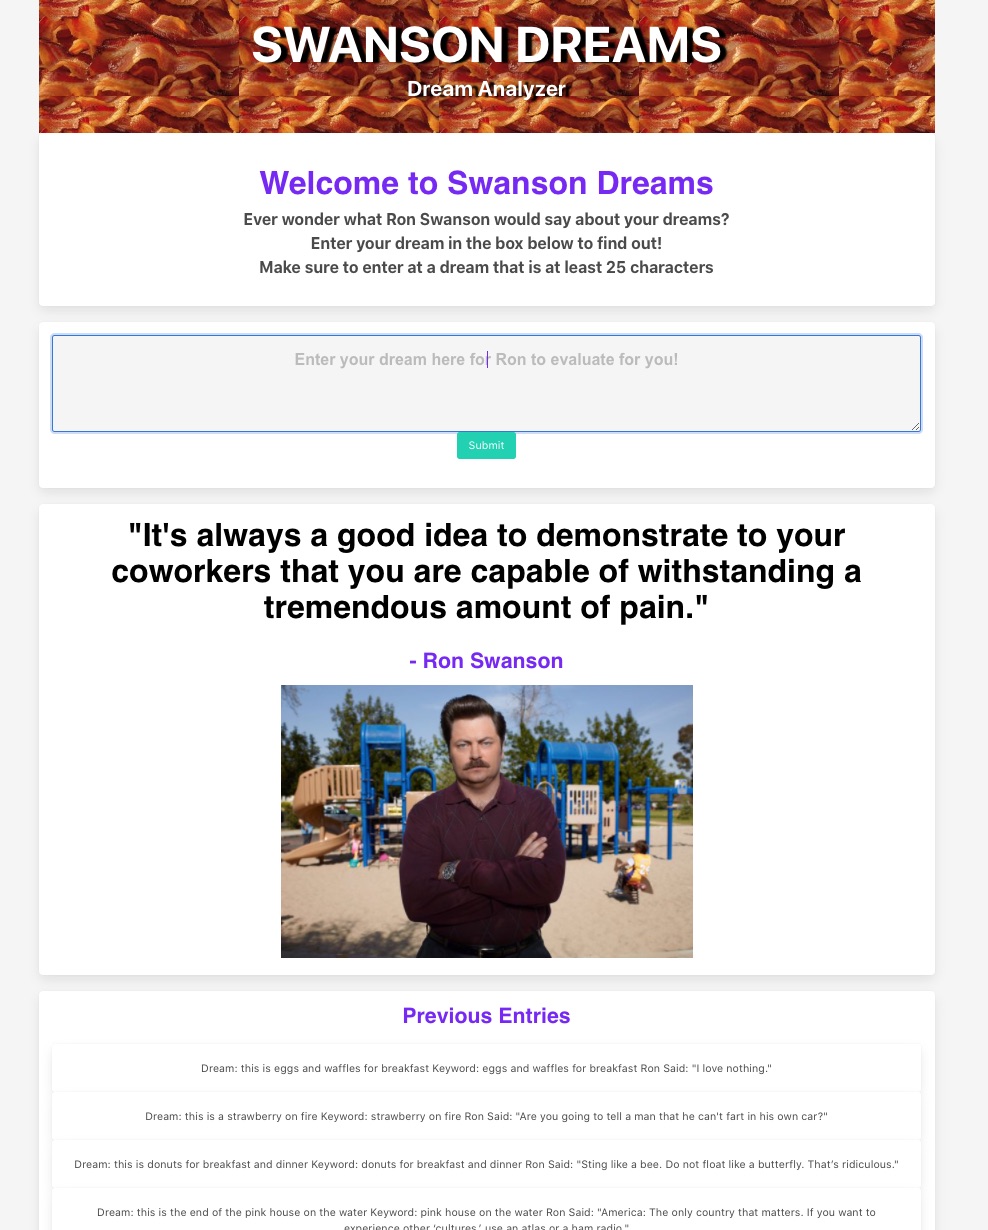 SWANSON DREAMS
Dream Analyzer
Welcome to Swanson Dreams
Ever wonder what Ron Swanson would say about your dreams?
Enter your dream in the box below to find out!
Make sure to enter at a dream that is at least 25 characters
Enter your dream here for Ron to evaluate for you!
Submit
"It's always a good idea to demonstrate to your
coworkers that you are capable of withstanding a
tremendous amount of pain."
- Ron Swanson
Previous Entries
Dream: this is eggs and waffles for breakfast Keyword: eggs and waffles for breakfast Ron Said: "I love nothing."
Dream: this is a strawberry on fire Keyword: strawberry on fire Ron Said: "Are you going to tell a man that he can't fart in his own car?"
Dream: this is donuts for breakfast and dinner Keyword: donuts for breakfast and dinner Ron Said: "Sting like a bee. Do not float like a butterfly. That’s ridiculous."
Dream: this is the end of the pink house on the water Keyword: pink house on the water Ron Said: "America: The only country that matters. If you want to
experience other ‘cultures,’ use an atlas or a ham radio."